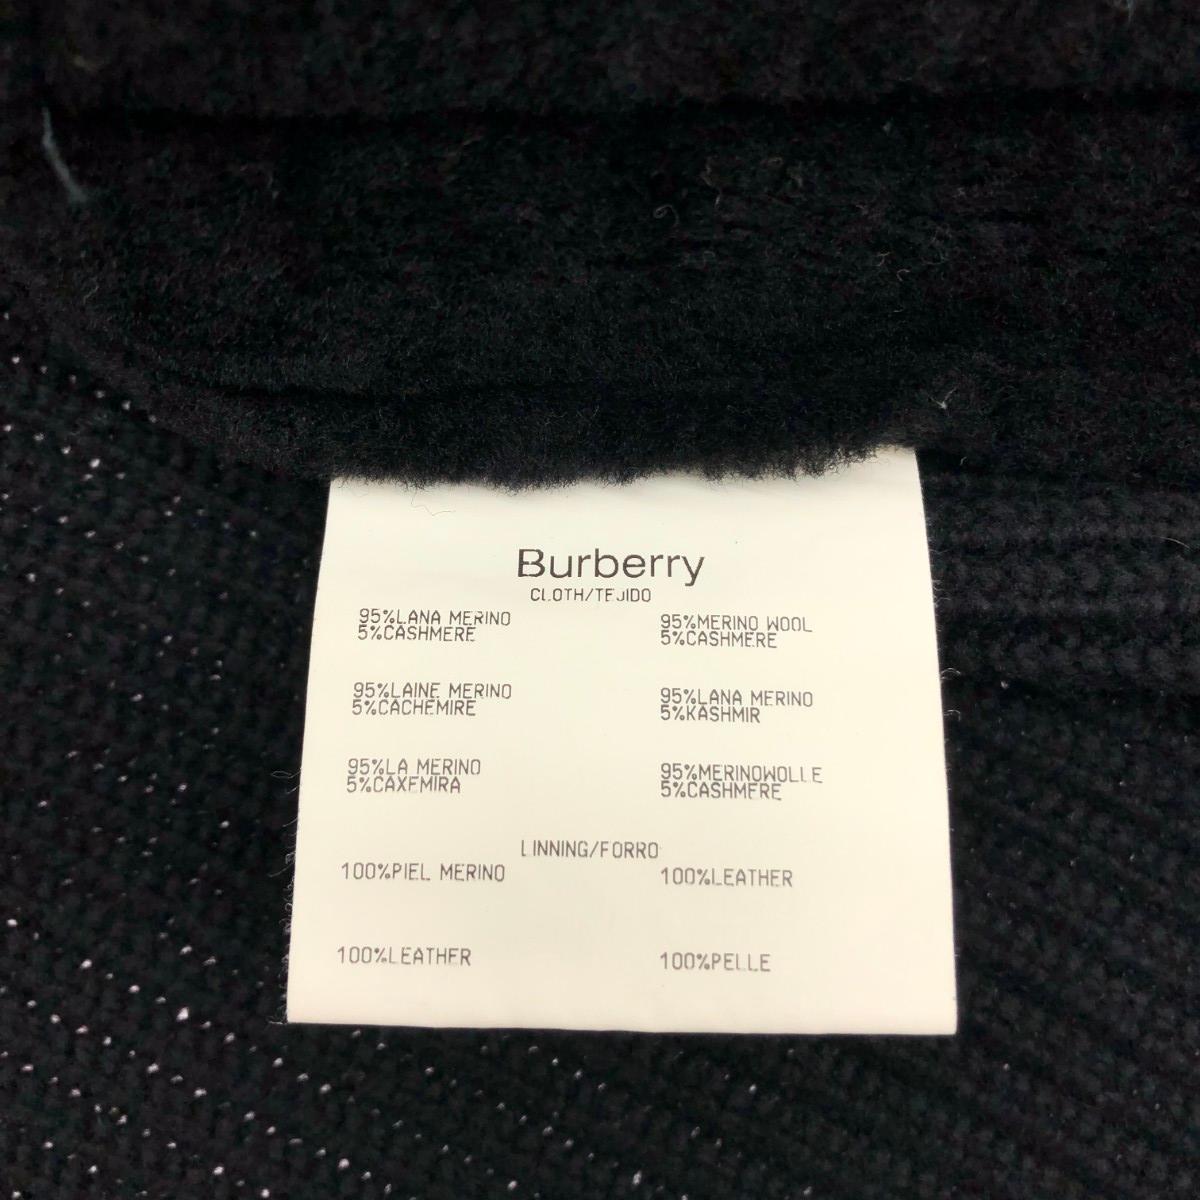 Burberry
CLOTH/TEJIDO
95%LANA MERINO
5%CASHMERE
95%MERINO WOOL
5%CASHMERE
95%LAINE MERINO
5%CACHEMIRE
95%LANA MERINO
5%KASHMIR
95%LA MERINO
5%CAXEMIRA
95%MERINOWOLLE
5%CASHMERE
LINNING/FORRO
100%PIEL MERINO
100%LEATHER
100%LEATHER
100%PELLE